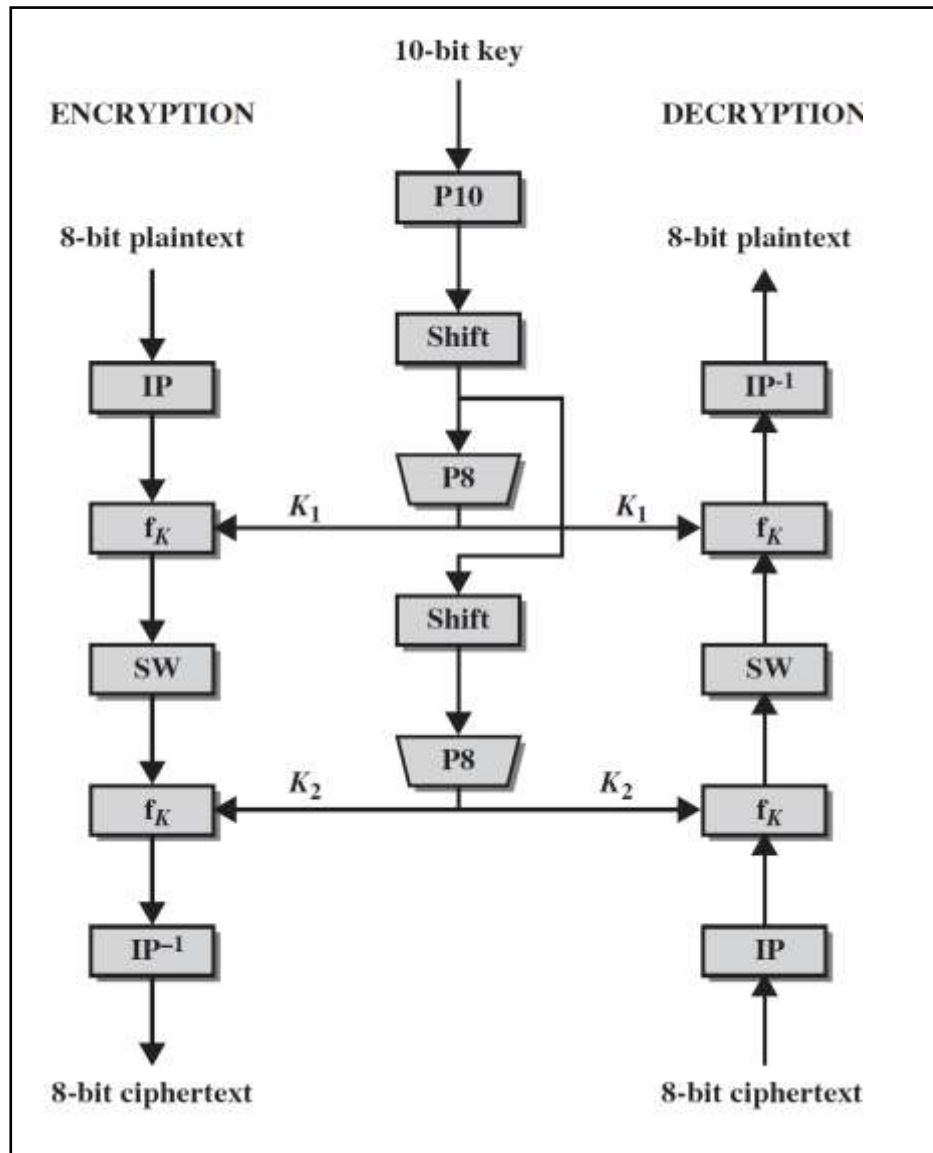 10-bit key
ENCRYPTION
DECRYPTION
P10
8-bit plaintext
8-bit plaintext
Shift
IP
IP-1
P8
K1
K1
fK
fK
Shift
SW
SW
P8
K2
K2
fK
fK
IP–1
IP
8-bit ciphertext
8-bit ciphertext